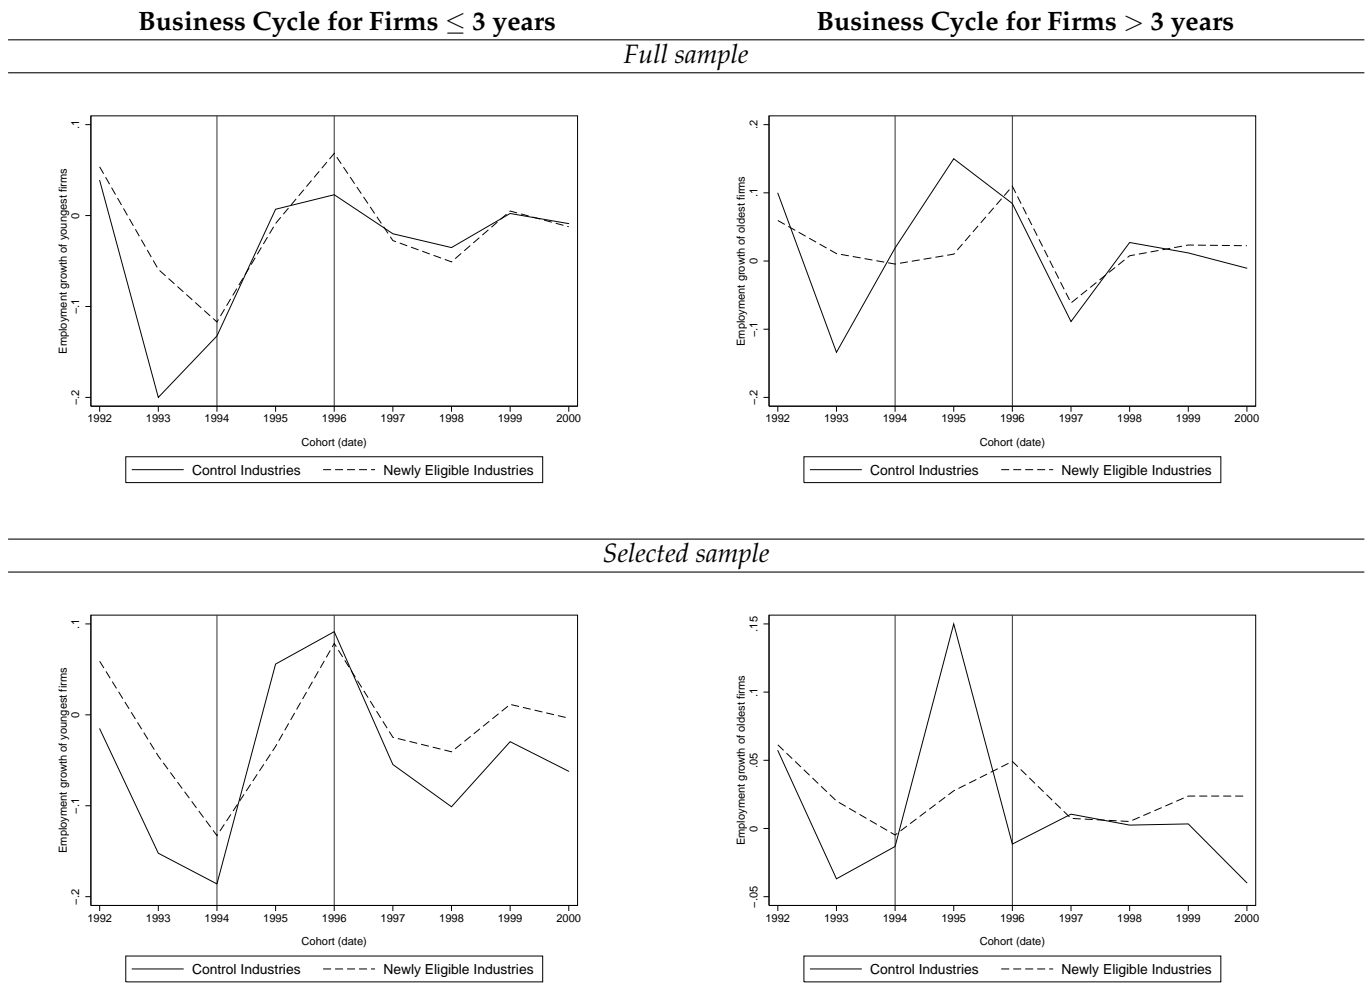 Business Cycle for Firms ≤ 3 years
Business Cycle for Firms > 3 years
Full sample
Employment growth of youngest firms
.1
0
-.1
-.2
1992 1993 1994 1995 1996 1997 1998 1999 2000
Cohort (date)
Control Industries Newly Eligible Industries
Employment growth of oldest firms
.2
.1
0
-.1
-.2
1992 1993 1994 1995 1996 1997 1998 1999 2000
Cohort (date)
Control Industries Newly Eligible Industries
Selected sample
Employment growth of youngest firms
.1
0
-.1
-.2
1992 1993 1994 1995 1996 1997 1998 1999 2000
Cohort (date)
Control Industries Newly Eligible Industries
Employment growth of oldest firms
.15
.1
.05
0
-.05
1992 1993 1994 1995 1996 1997 1998 1999 2000
Cohort (date)
Control Industries Newly Eligible Industries